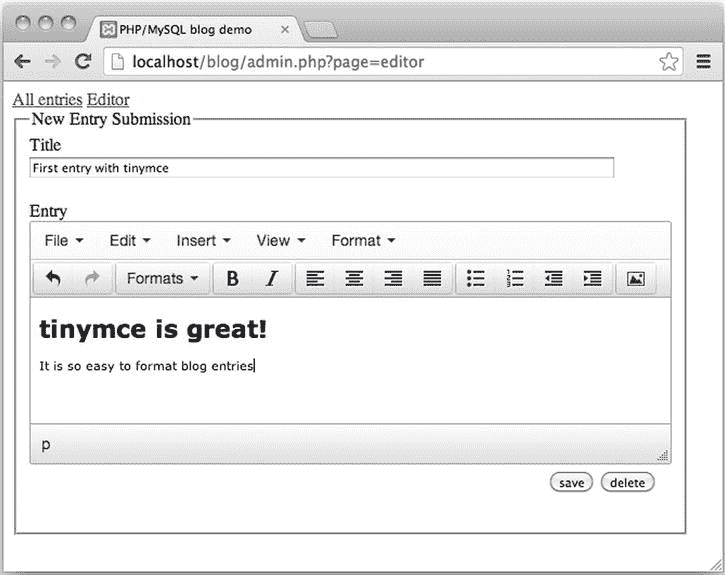 PHP/MySQL blog demo
localhost/blog/admin.php?page=editor
All entries Editor
New Entry Submission
Title
First entry with tinymce
Entry
File Edit Insert View Format
Formats B I
tinymce is great!
It is so easy to format blog entries
p
save delete